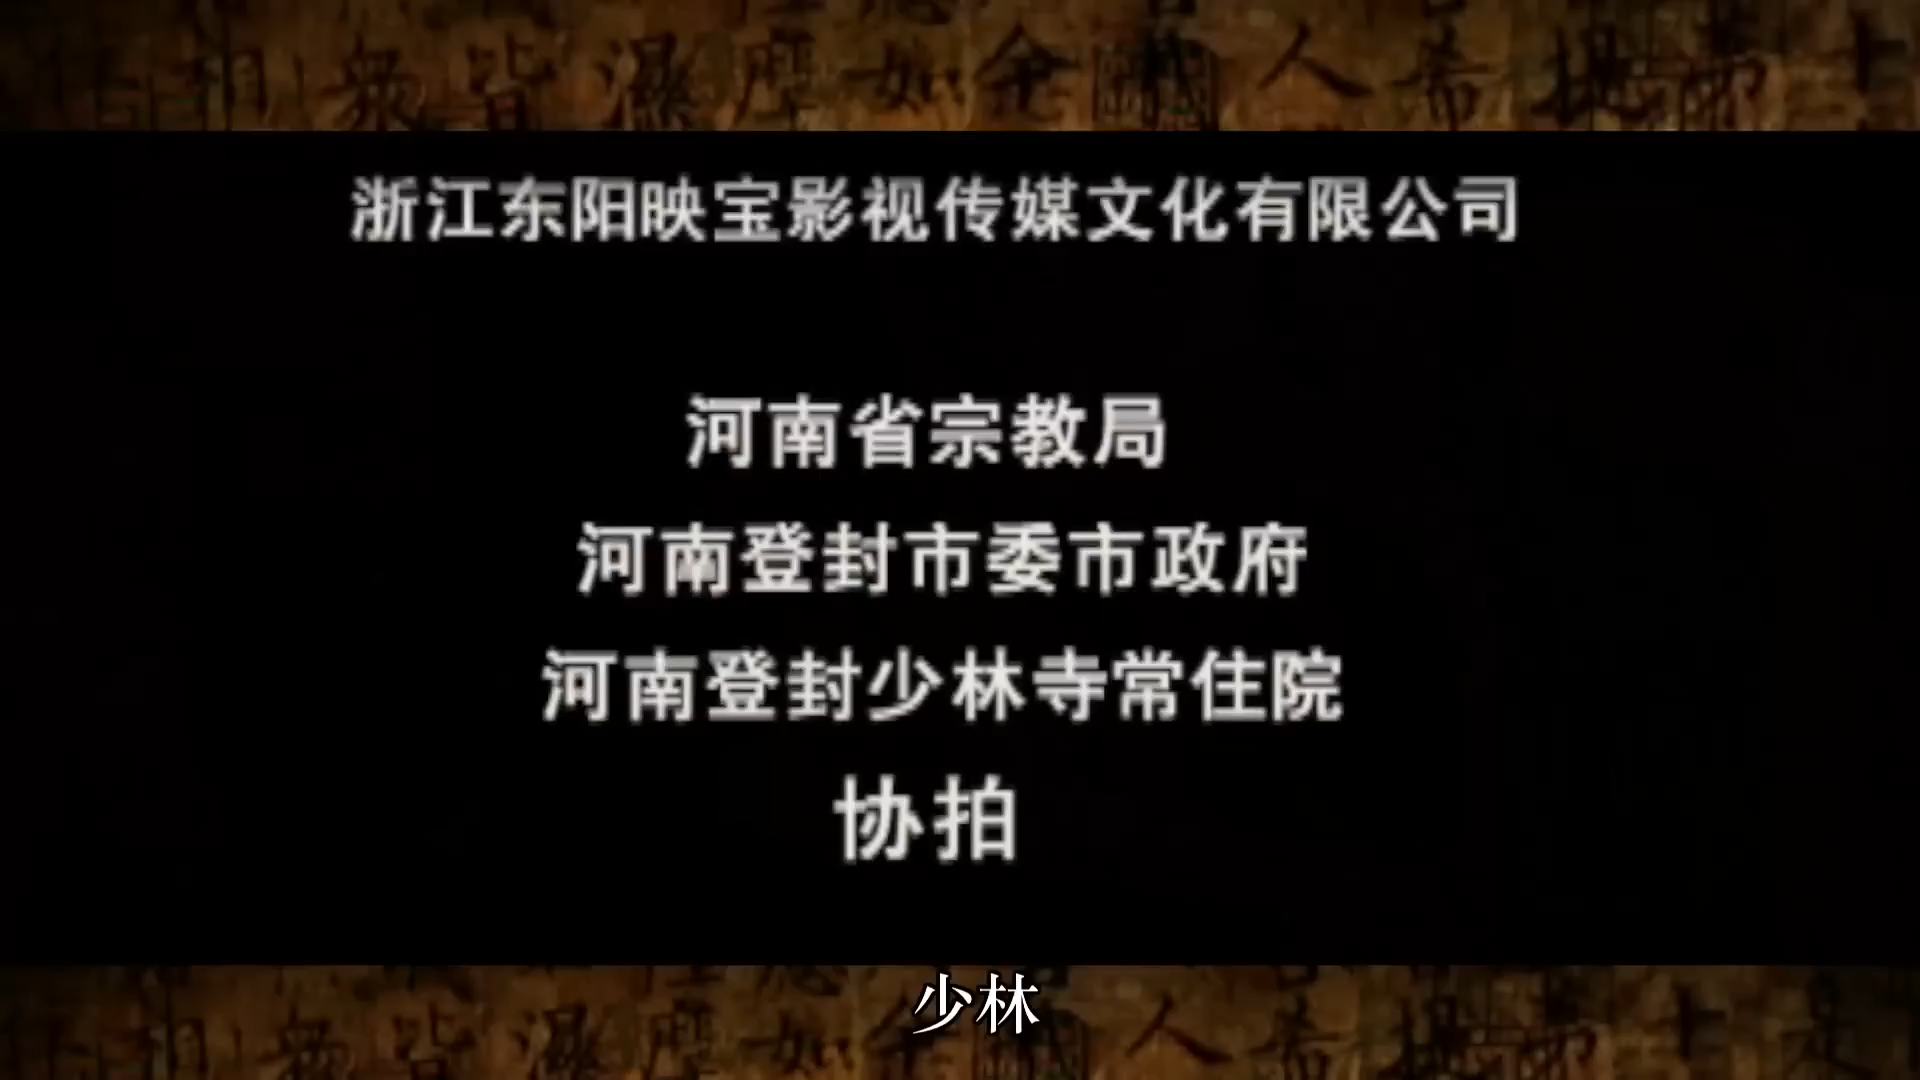 浙江东阳映宝影视传媒文化有限公司
河南省宗教局
河南登封市委市政府
河南登封少林寺常住院
协拍
少林